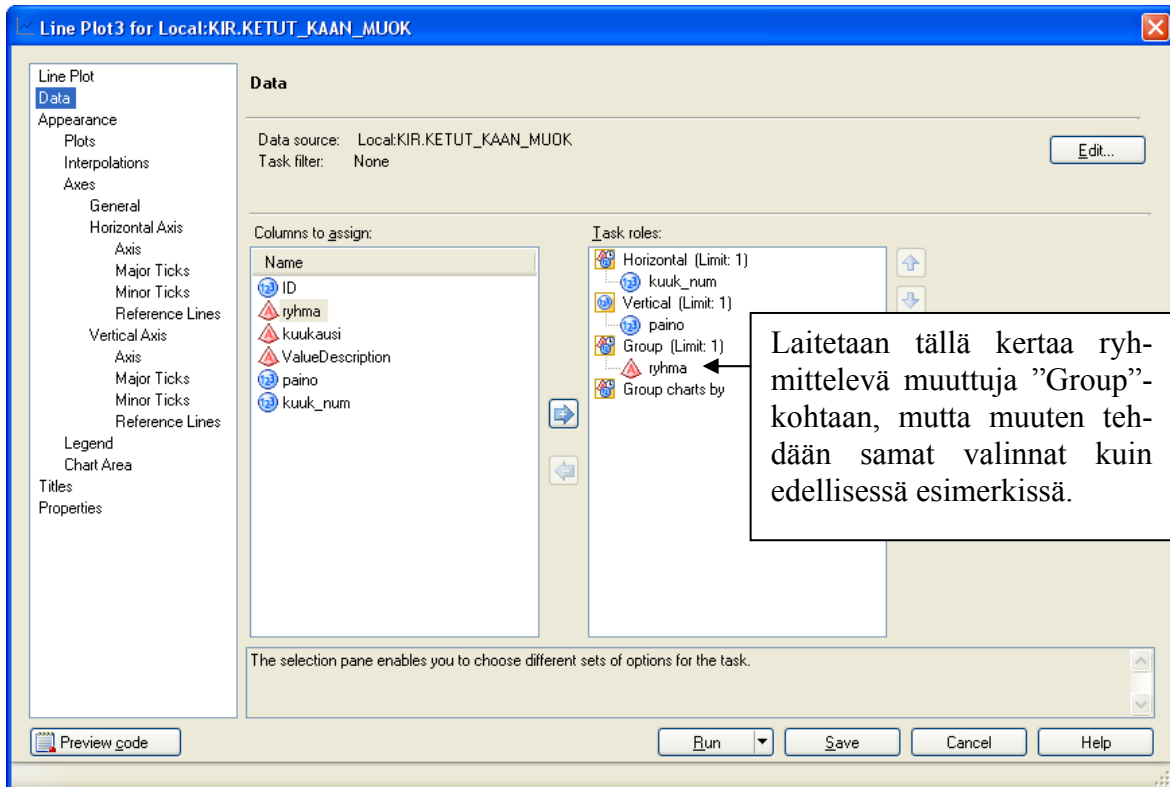 Line Plot3 for Local:KIR.KETUT_KAAN_MUOK
Line Plot
Data
Appearance
Plots
Interpolations
Axes
General
Horizontal Axis
Axis
Major Ticks
Minor Ticks
Reference Lines
Vertical Axis
Axis
Major Ticks
Minor Ticks
Reference Lines
Legend
Chart Area
Titles
Properties
Data
Data source: Local:KIR.KETUT_KAAN_MUOK
Task filter: None
Edit...
Columns to assign:
Name
ID
ryhma
kuukausi
ValueDescription
paino
kuuk_num
Task roles:
Horizontal (Limit: 1)
kuuk_num
Vertical (Limit: 1)
paino
Group (Limit: 1)
ryhma
Group charts by
Laitetaan tällä kertaa ryh-
mittelevä muuttuja ”Group”-
kohtaan, mutta muuten teh-
dään samat valinnat kuin
edellisessä esimerkissä.
The selection pane enables you to choose different sets of options for the task.
Preview code
Run
Save
Cancel
Help